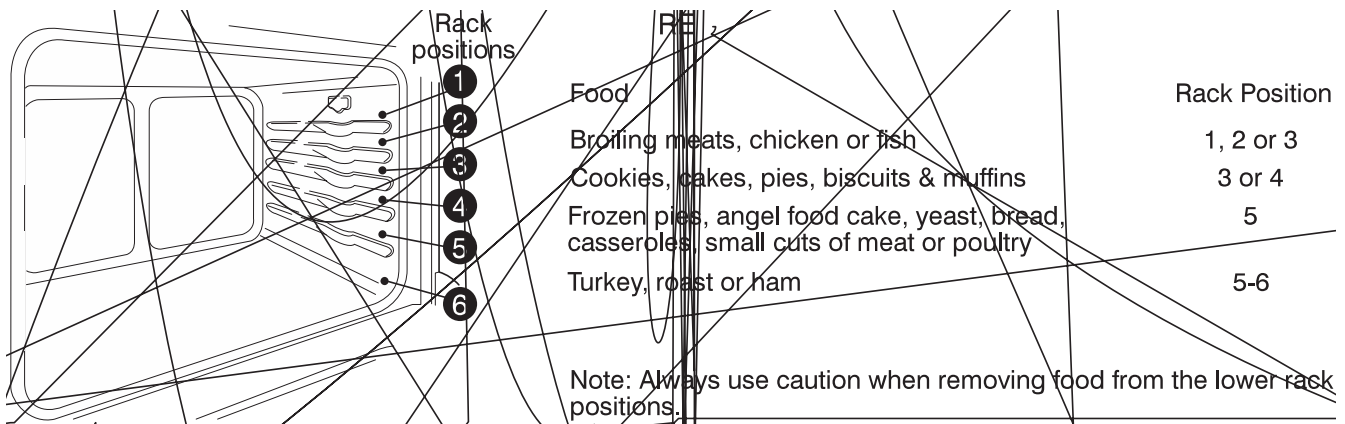 Rack
positions
RE
1
2
3
4
5
6
Food Rack Position
Broiling meats, chicken or fish 1, 2 or 3
Cookies, cakes, pies, biscuits & muffins 3 or 4
Frozen pies, angel food cake, yeast, bread, 5
casseroles, small cuts of meat or poultry
Turkey, roast or ham 5-6
Note: Always use caution when removing food from the lower rack
positions.